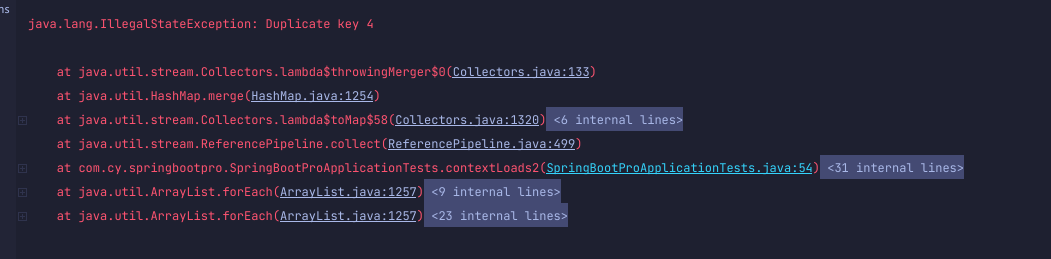 ns
java.lang.IllegalStateException: Duplicate key 4
at java.util.stream.Collectors.lambda$throwingMerger$0(Collectors.java:133)
at java.util.HashMap.merge(HashMap.java:1254)
at java.util.stream.Collectors.lambda$toMap$58(Collectors.java:1320) <6 internal lines>
at java.util.stream.ReferencePipeline.collect(ReferencePipeline.java:499)
at com.cy.springbootpro.SpringBootProApplicationTests.contextLoads2(SpringBootProApplicationTests.java:54) <31 internal lines>
at java.util.ArrayList.forEach(ArrayList.java:1257) <9 internal lines>
at java.util.ArrayList.forEach(ArrayList.java:1257) <23 internal lines>